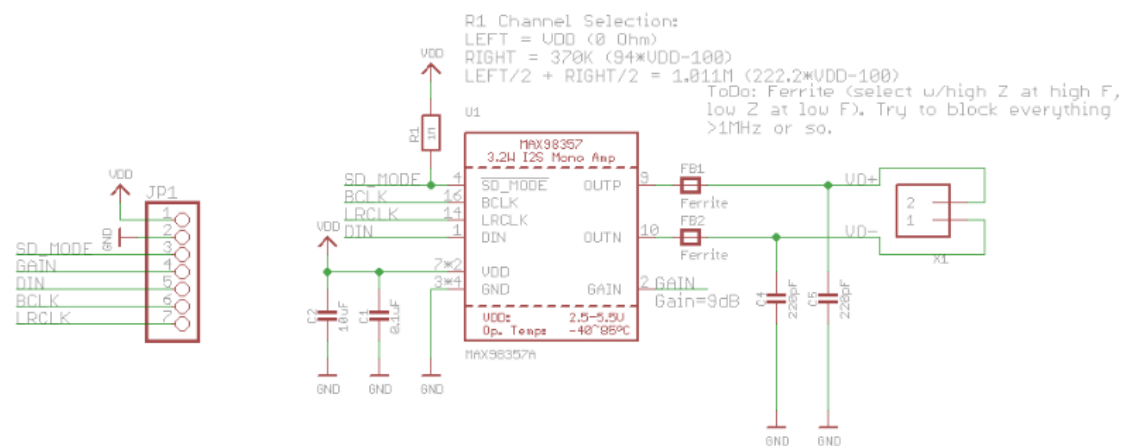 R1 Channel Selection:
LEFT = VDD (0 Ohm)
RIGHT = 370K (94*VDD-100)
LEFT/2 + RIGHT/2 = 1.011M (222.2*VDD-100)
ToDo: Ferrite (select w/high Z at high F,
low Z at low F). Try to block everything
>1MHz or so.
VDD
R1
1M
U1
MAX98357
3.2W I2S Mono Amp
SD_MODE
4
SD_MODE
BCLK
16
BCLK
LRCLK
14
LRCLK
DIN
1
DIN
VDD
7*2
VDD
3*4
GND
OUTP
9
OUTN
10
GAIN
2
GAIN
Gain=9dB
VDD: 2.5-5.5V
Op. Temp: -40~85°C
MAX98357A
FB1
Ferrite
FB2
Ferrite
VO+
VO-
2
1
X1
C4
220pF
C5
220pF
GND
GND
C2
10uF
C1
0.1uF
GND
GND
GND
VDD
JP1
GND
1
2
SD_MODE
3
GAIN
4
DIN
5
BCLK
6
LRCLK
7